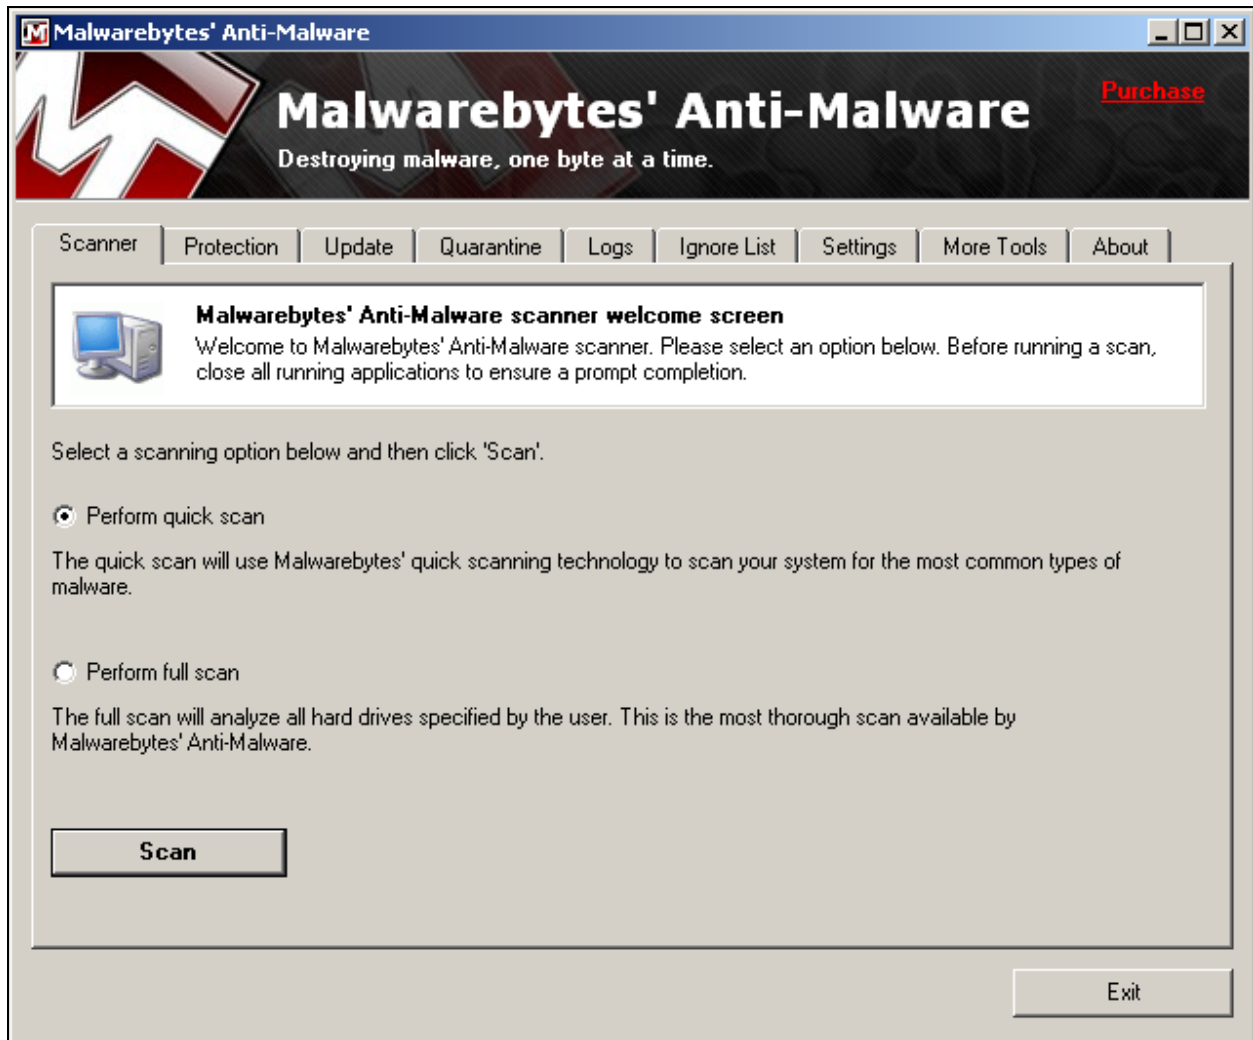 Malwarebytes' Anti-Malware
Malwarebytes' Anti-Malware
Purchase
Destroying malware, one byte at a time.
Scanner Protection Update Quarantine Logs Ignore List Settings More Tools About
Malwarebytes' Anti-Malware scanner welcome screen
Welcome to Malwarebytes' Anti-Malware scanner. Please select an option below. Before running a scan,
close all running applications to ensure a prompt completion.
Select a scanning option below and then click 'Scan'.
Perform quick scan
The quick scan will use Malwarebytes' quick scanning technology to scan your system for the most common types of
malware.
Perform full scan
The full scan will analyze all hard drives specified by the user. This is the most thorough scan available by
Malwarebytes' Anti-Malware.
Scan
Exit